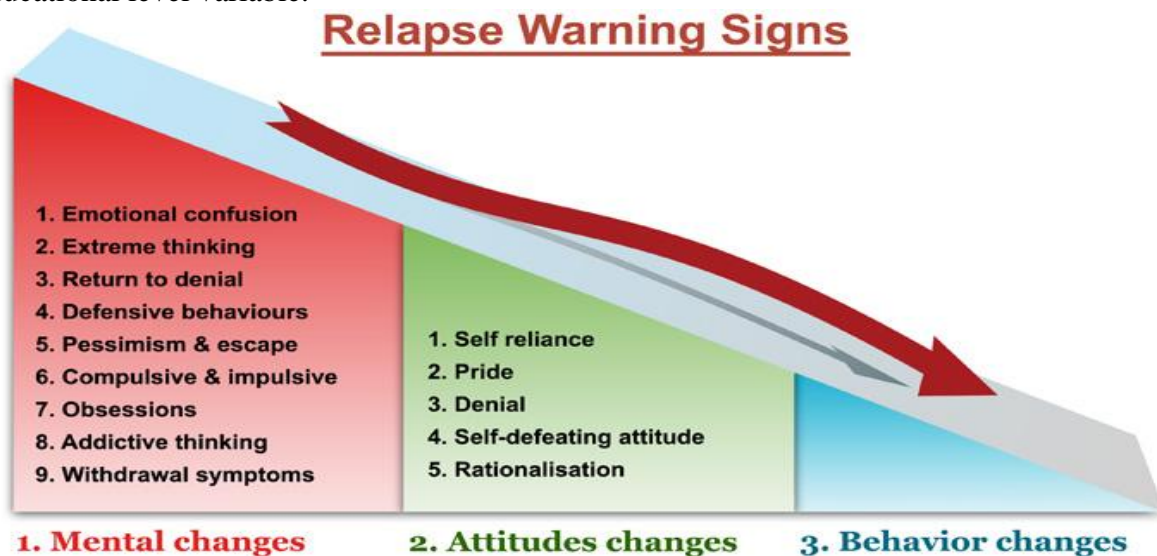 level variable.
Relapse Warning Signs
1. Emotional confusion
2. Extreme thinking
3. Return to denial
4. Defensive behaviours
5. Pessimism & escape
6. Compulsive & impulsive
7. Obsessions
8. Addictive thinking
9. Withdrawal symptoms
1. Self reliance
2. Pride
3. Denial
4. Self-defeating attitude
5. Rationalisation
1. Mental changes
2. Attitudes changes
3. Behavior changes